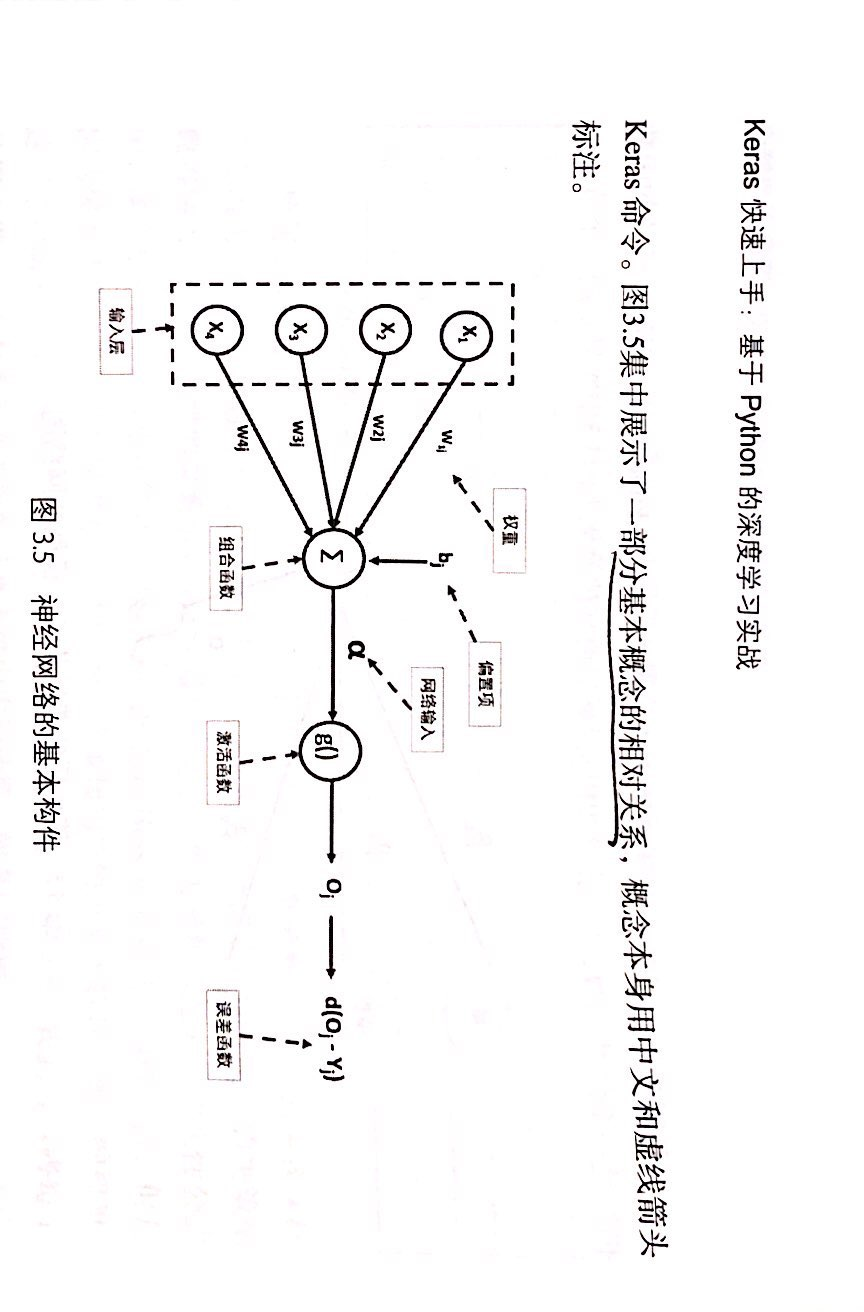 Keras 快速上手：基于 Python 的深度学习实战
Keras 命令。图3.5集中展示了一部分基本概念的相对关系，概念本身用中文和虚线箭头
标注。
权重
偏置项
网络输入
X₁
X₂
X₃
X₄
W₁ⱼ
W2j
W3j
W4j
bⱼ
Σ
α
g()
Oⱼ
d(Oⱼ - Yⱼ)
输入层
组合函数
激活函数
误差函数
图 3.5 神经网络的基本构件